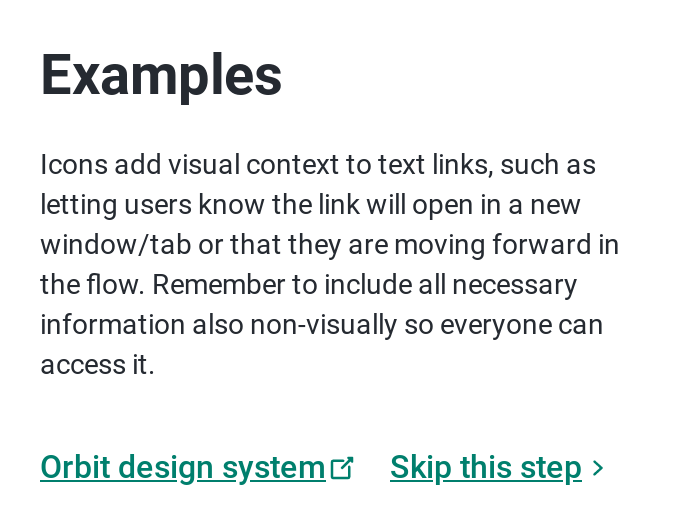 Examples
Icons add visual context to text links, such as
letting users know the link will open in a new
window/tab or that they are moving forward in
the flow. Remember to include all necessary
information also non-visually so everyone can
access it.
Orbit design system Skip this step